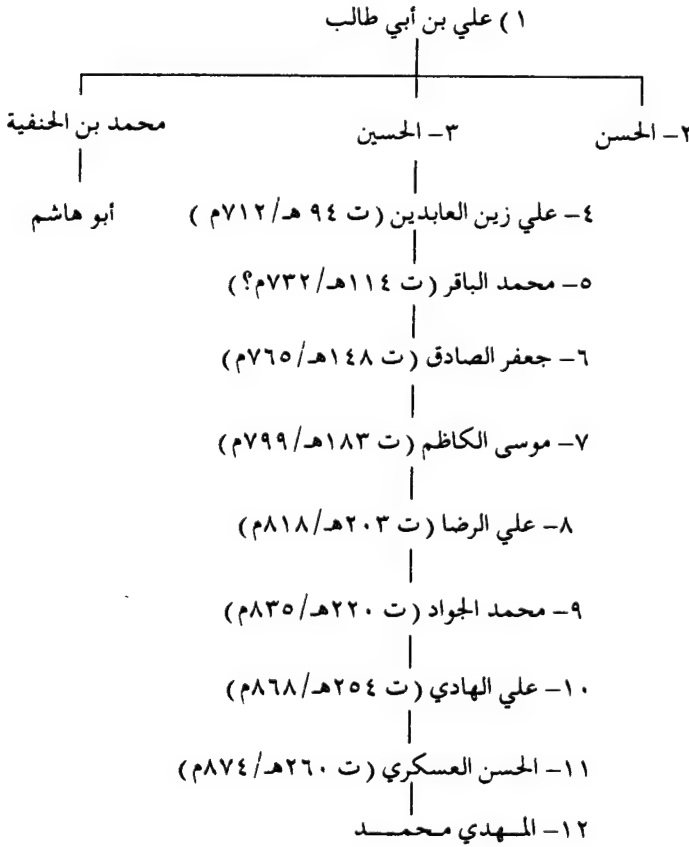 ١) علي بن أبي طالب
٢– الحسن ٣– الحسين محمد بن الحنفية
أبو هاشم
٤– علي زين العابدين (ت ٩٤ هـ/٧١٢م )
٥– محمد الباقر (ت ١١٤هـ/٧٣٢م؟)
٦– جعفر الصادق (ت ١٤٨هـ/٧٦٥م)
٧– موسى الكاظم (ت ١٨٣هـ/٧٩٩م)
٨– علي الرضا (ت ٢٠٣هـ/٨١٨م)
٩– محمد الجواد (ت ٢٢٠هـ/٨٣٥م)
١٠– علي الهادي (ت ٢٥٤هـ/٨٦٨م)
١١– الحسن العسكري (ت ٢٦٠هـ/٨٧٤م)
١٢– المـهدي مـحمـــد